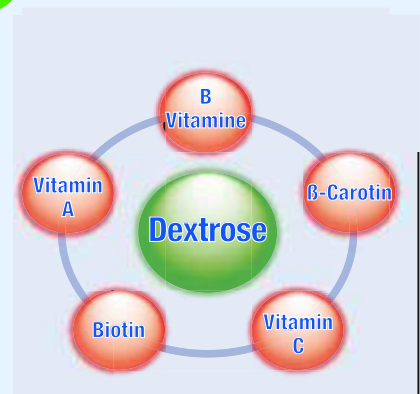 B
Vitamine
Vitamin
A
ß-Carotin
Dextrose
Biotin
Vitamin
C